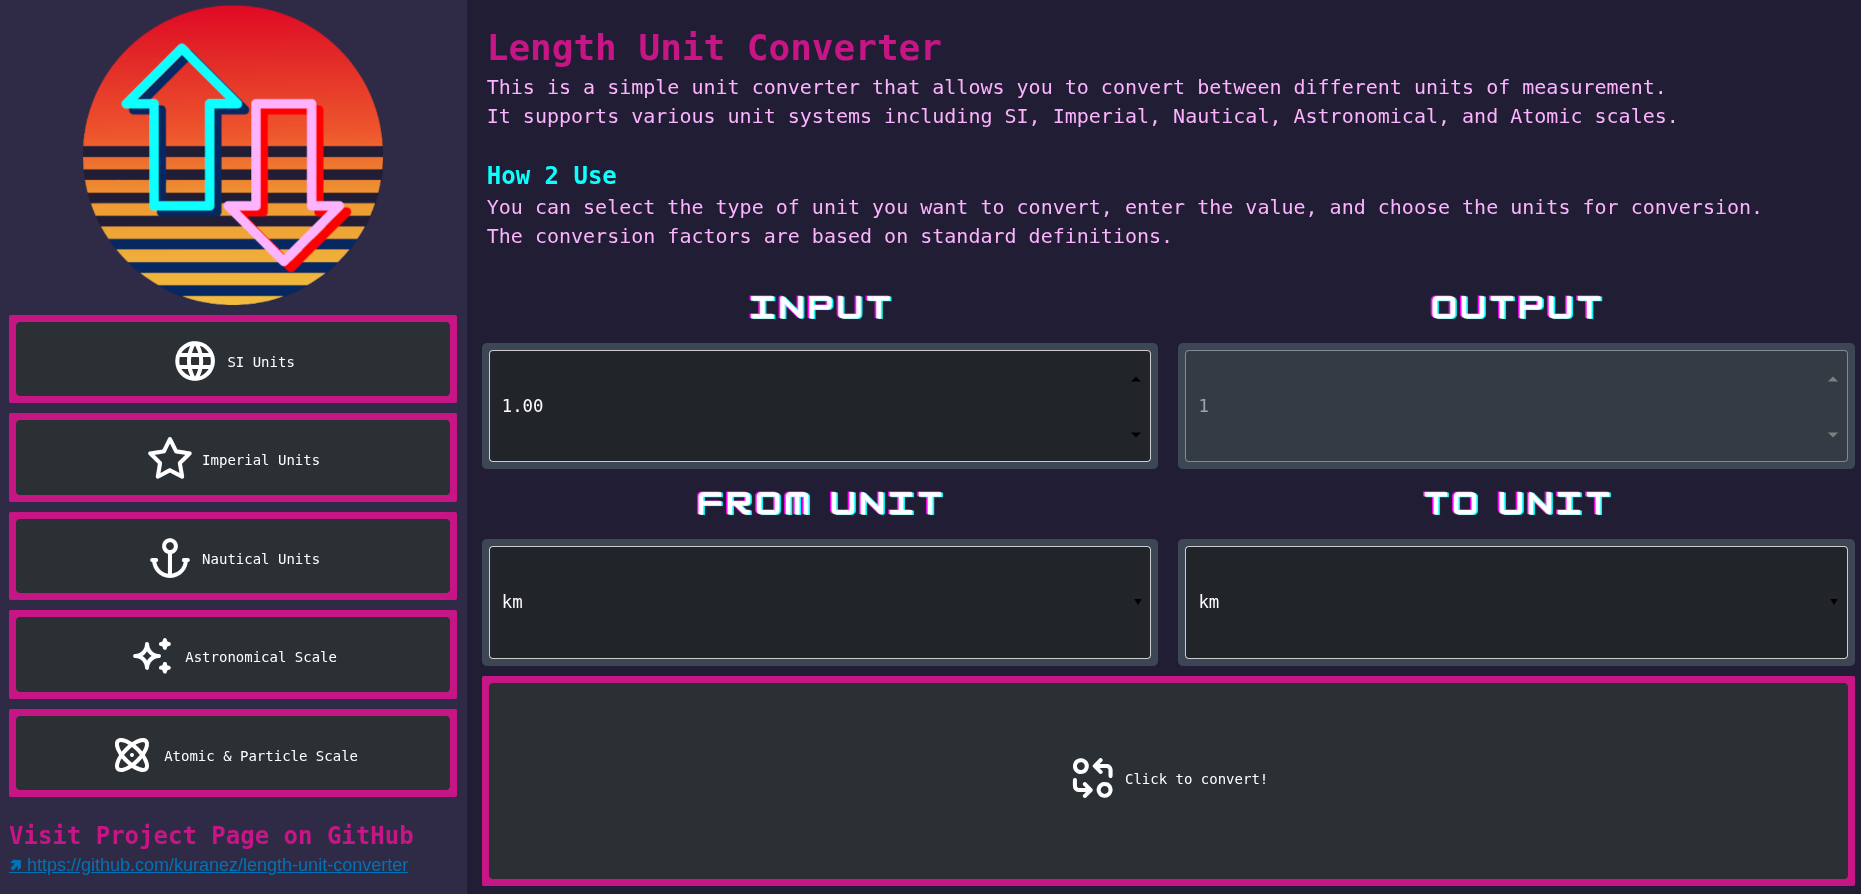 SI Units
Imperial Units
Nautical Units
Astronomical Scale
Atomic & Particle Scale
Visit Project Page on GitHub
https://github.com/kuranez/length-unit-converter
Length Unit Converter
This is a simple unit converter that allows you to convert between different units of measurement.
It supports various unit systems including SI, Imperial, Nautical, Astronomical, and Atomic scales.
How 2 Use
You can select the type of unit you want to convert, enter the value, and choose the units for conversion.
The conversion factors are based on standard definitions.
INPUT
OUTPUT
1.00
1
FROM UNIT
TO UNIT
km
km
Click to convert!